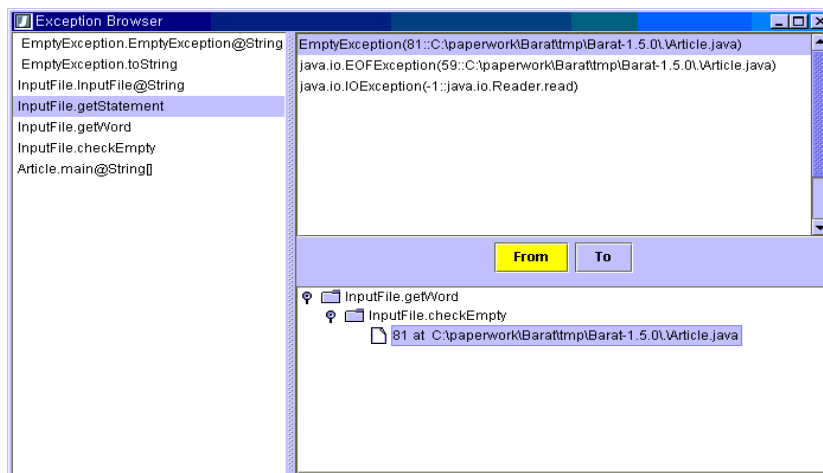 Exception Browser
EmptyException.EmptyException@String
EmptyException.toString
InputFile.InputFile@String
InputFile.getStatement
InputFile.getWord
InputFile.checkEmpty
Article.main@String[]
EmptyException(81::C:\paperwork\Barat\tmp\Barat-1.5.0\.\Article.java)
java.io.EOFException(59::C:\paperwork\Barat\tmp\Barat-1.5.0\.\Article.java)
java.io.IOException(-1::java.io.Reader.read)
From To
InputFile.getWord
InputFile.checkEmpty
81 at C:\paperwork\Barat\tmp\Barat-1.5.0\.\Article.java